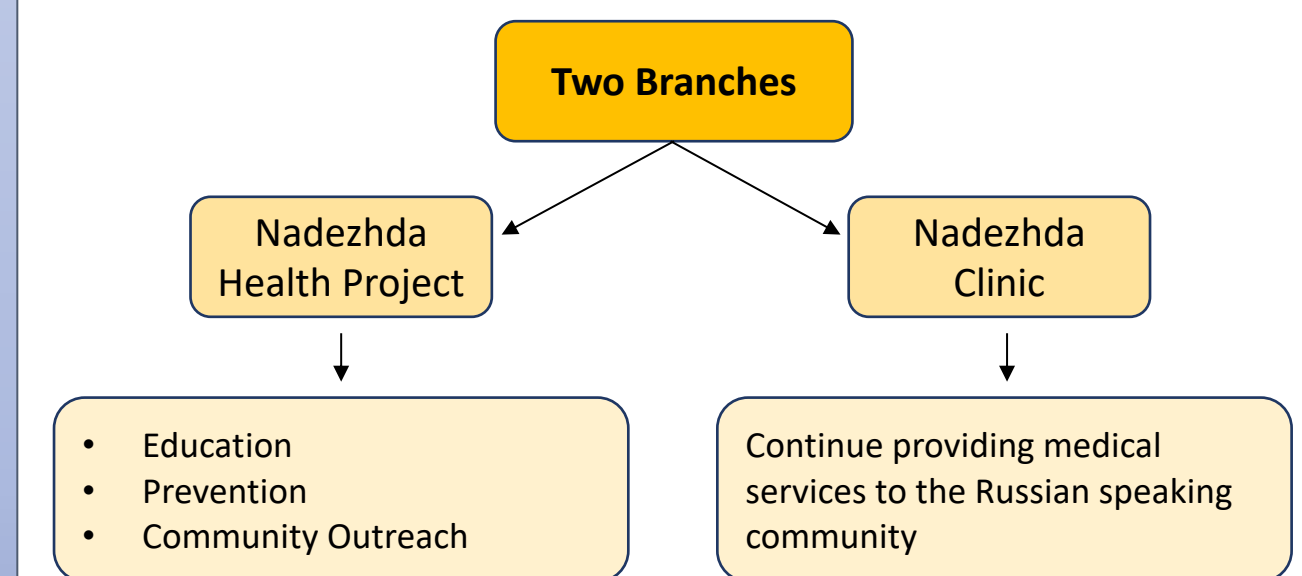 Two Branches
Nadezhda
Health Project
Nadezhda
Clinic
• Education
• Prevention
• Community Outreach
Continue providing medical
services to the Russian speaking
community